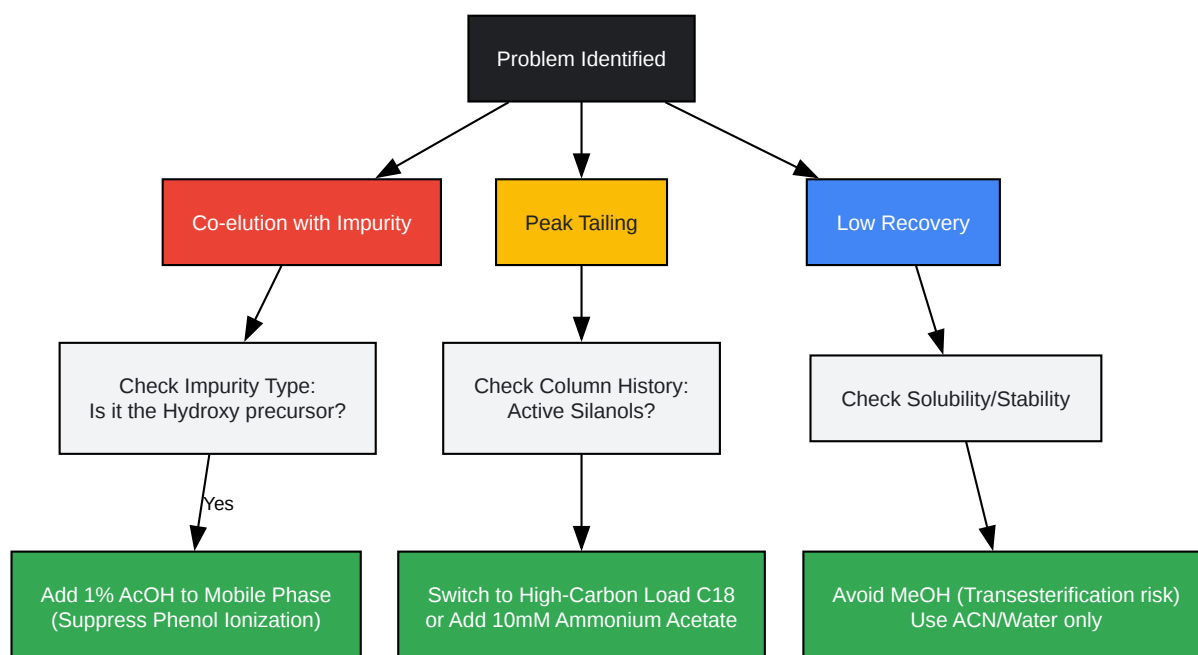 Problem Identified
Co-elution with Impurity
Peak Tailing
Low Recovery
Check Impurity Type:
Is it the Hydroxy precursor?
Check Column History:
Active Silanols?
Check Solubility/Stability
Yes
Add 1% AcOH to Mobile Phase
(Suppress Phenol Ionization)
Switch to High-Carbon Load C18
or Add 10mM Ammonium Acetate
Avoid MeOH (Transesterification risk)
Use ACN/Water only